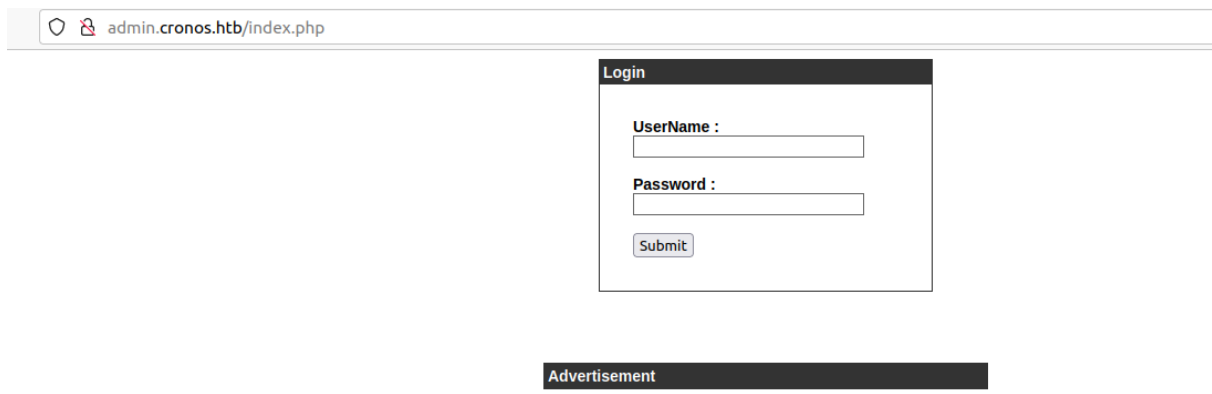 admin.cronos.htb/index.php
Login
UserName :
Password :
Submit
Advertisement